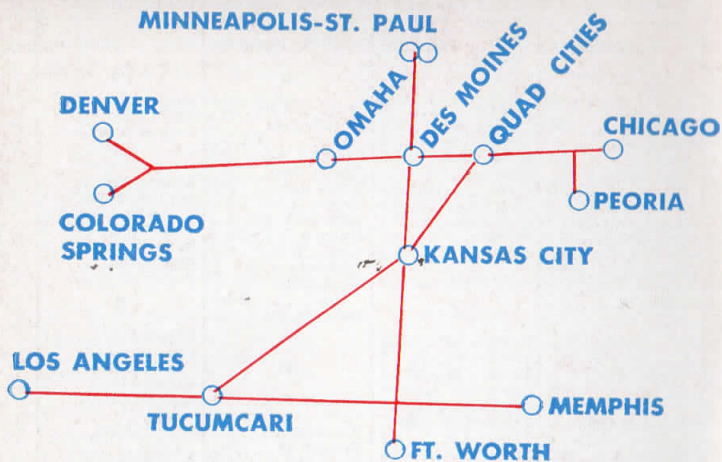 MINNEAPOLIS-ST. PAUL
DENVER
OMAHA
DES MOINES
QUAD CITIES
CHICAGO
COLORADO
SPRINGS
PEORIA
KANSAS CITY
LOS ANGELES
TUCUMCARI
MEMPHIS
FT. WORTH